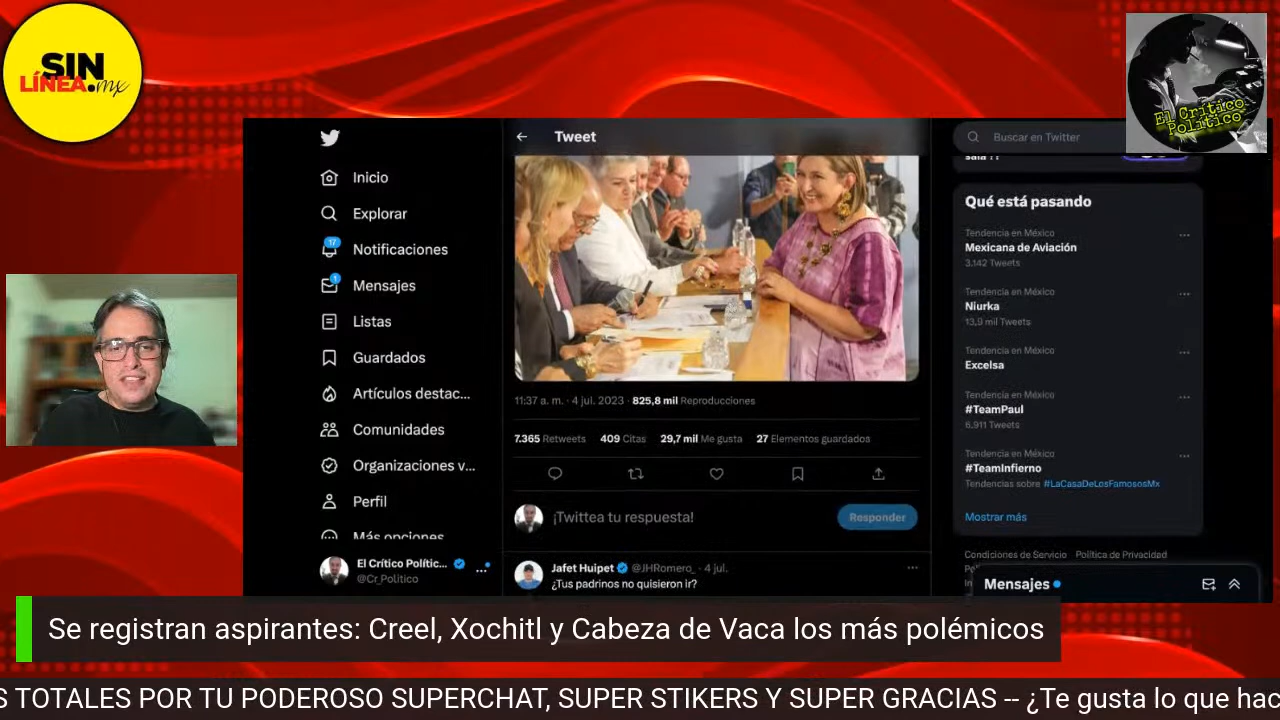 SIN
LÍNEA.mx
El Crítico
Político
Tweet
Buscar en Twitter
Inicio
Explorar
17
Notificaciones
1
Mensajes
Listas
Guardados
Artículos destac...
Comunidades
Organizaciones v...
Perfil
Más opciones
El Crítico Polític...
@Cr_Politico
11:37 a. m. · 4 jul. 2023 · 825,8 mil Reproducciones
7.365 Retweets 409 Citas 29,7 mil Me gusta 27 Elementos guardados
¡Twittea tu respuesta!
Responder
Jafet Huipet @JHRomero_ · 4 jul.
¿Tus padrinos no quisieron ir?
Qué está pasando
Tendencia en México
Mexicana de Aviación
3.142 Tweets
Tendencia en México
Niurka
13,9 mil Tweets
Tendencia en México
Excelsa
Tendencia en México
#TeamPaul
6.911 Tweets
Tendencia en México
#TeamInfierno
Tendencias sobre #LaCasaDeLosFamososMx
Mostrar más
Condiciones de Servicio Política de Privacidad
Mensajes
Se registran aspirantes: Creel, Xochitl y Cabeza de Vaca los más polémicos
S TOTALES POR TU PODEROSO SUPERCHAT, SUPER STIKERS Y SUPER GRACIAS -- ¿Te gusta lo que hac